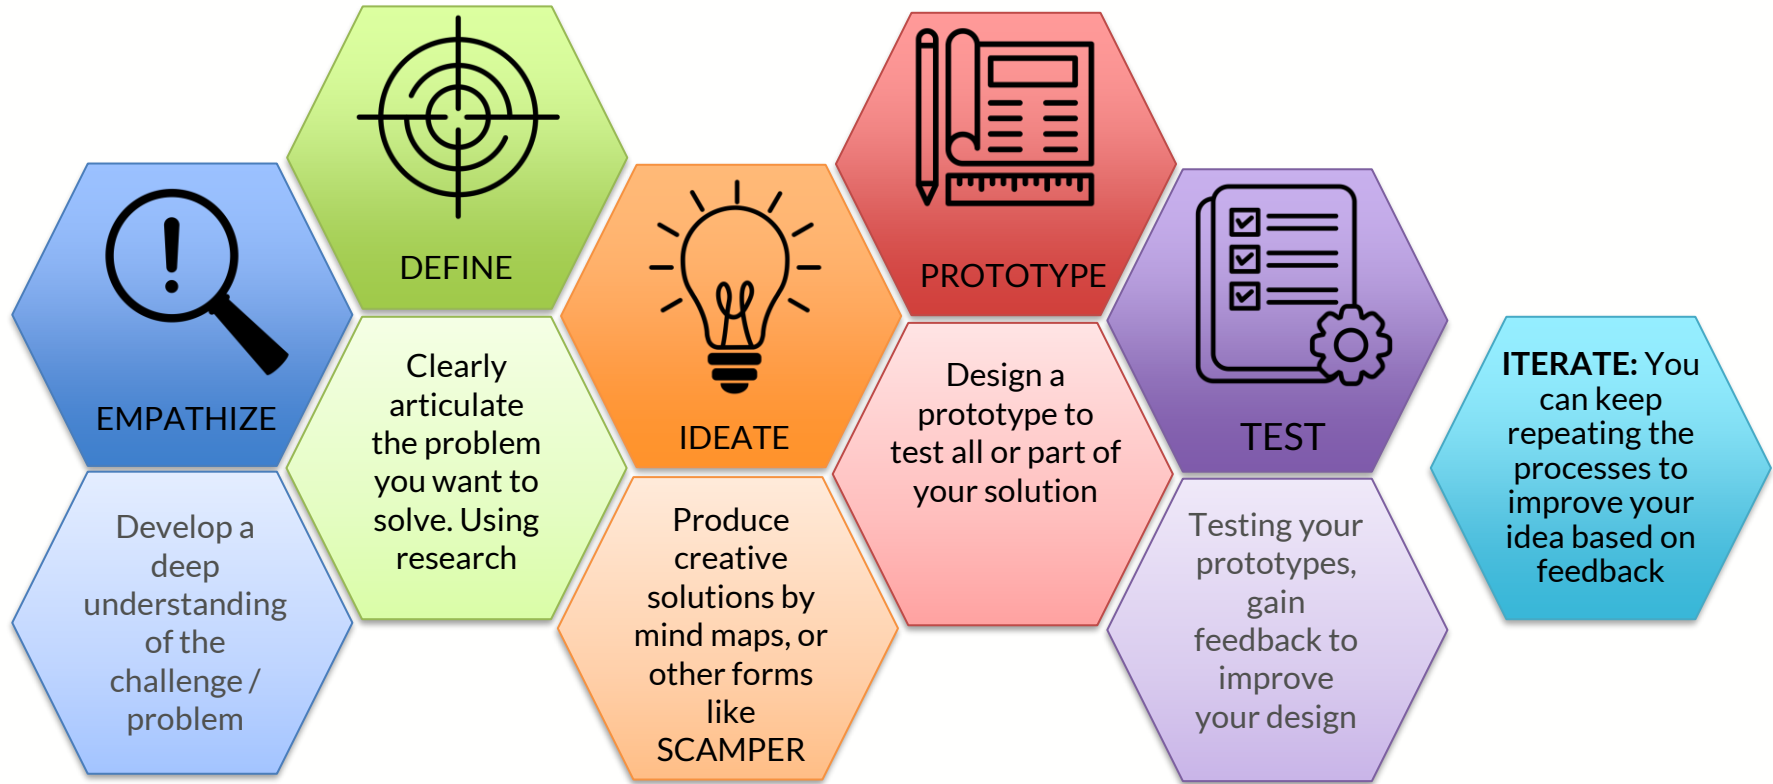 EMPATHIZE
Develop a
deep
understanding
of the
challenge /
problem
DEFINE
Clearly
articulate
the problem
you want to
solve. Using
research
IDEATE
Produce
creative
solutions by
mind maps, or
other forms
like
SCAMPER
PROTOTYPE
Design a
prototype to
test all or part of
your solution
TEST
Testing your
prototypes,
gain
feedback to
improve
your design
ITERATE: You
can keep
repeating the
processes to
improve your
idea based on
feedback